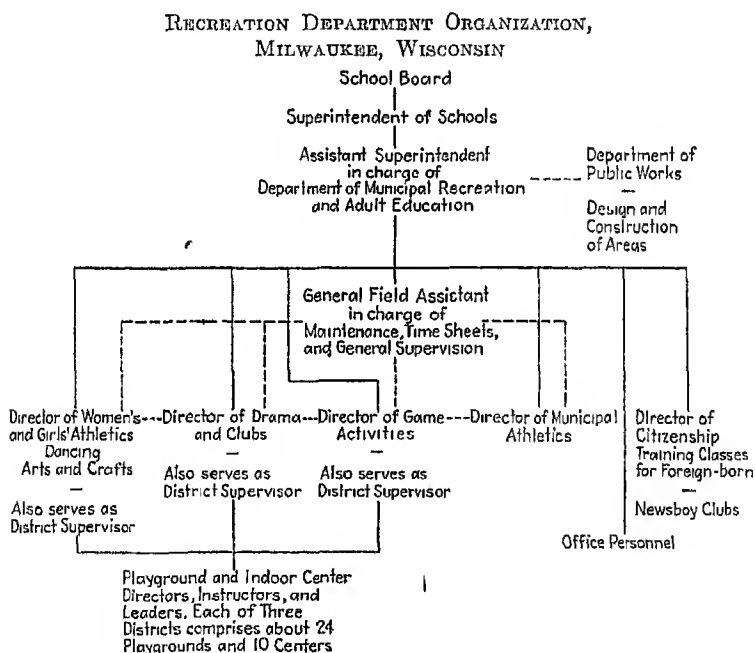 RECREATION DEPARTMENT ORGANIZATION,
MILWAUKEE, WISCONSIN
School Board
Superintendent of Schools
Assistant Superintendent
in charge of
Department of Municipal Recreation
and Adult Education
Department of
Public Works
—
Design and
Construction
of Areas
General Field Assistant
in charge of
Maintenance, Time Sheets,
and General Supervision
Director of Women's
and Girls' Athletics
Dancing
Arts and Crafts
—
Also serves as
District Supervisor
Director of Drama
and Clubs
—
Also serves as
District Supervisor
Director of Game
Activities
—
Also serves as
District Supervisor
Director of Municipal
Athletics
Director of
Citizenship
Training Classes
for Foreign-born
—
Newsboy Clubs
Office Personnel
Playground and Indoor Center
Directors, Instructors, and
Leaders. Each of Three
Districts comprises about 24
Playgrounds and 10 Centers